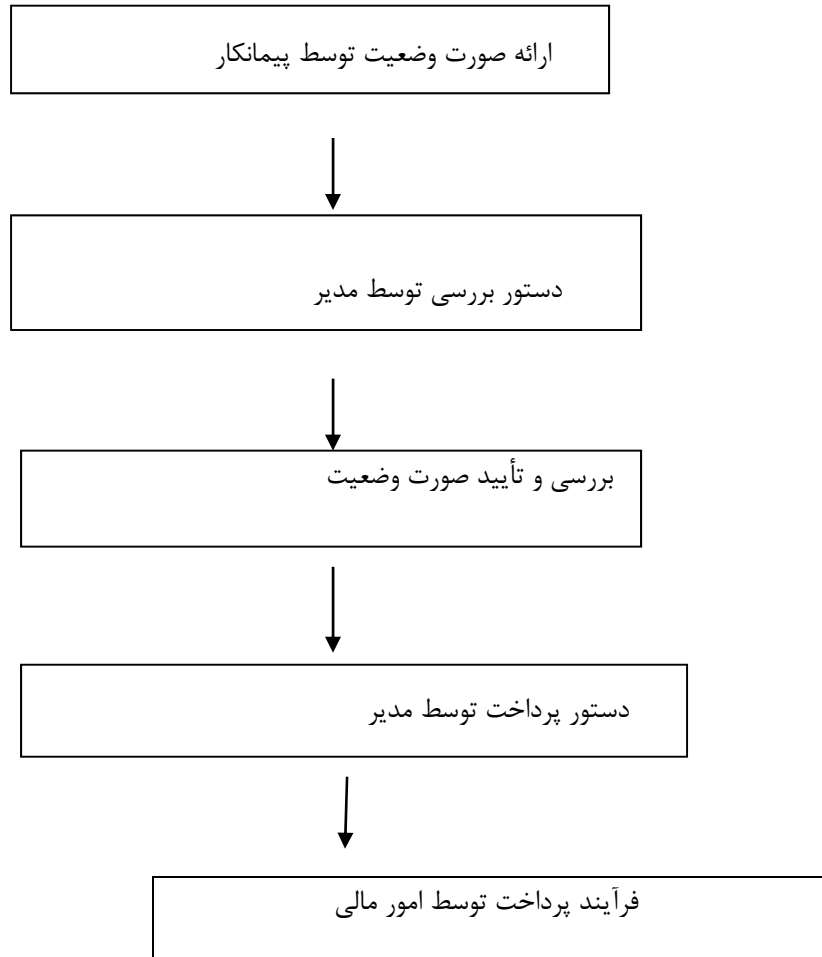 ارائه صورت وضعیت توسط پیمانکار
دستور بررسی توسط مدیر
بررسی و تأیید صورت وضعیت
دستور پرداخت توسط مدیر
فرآیند پرداخت توسط امور مالی